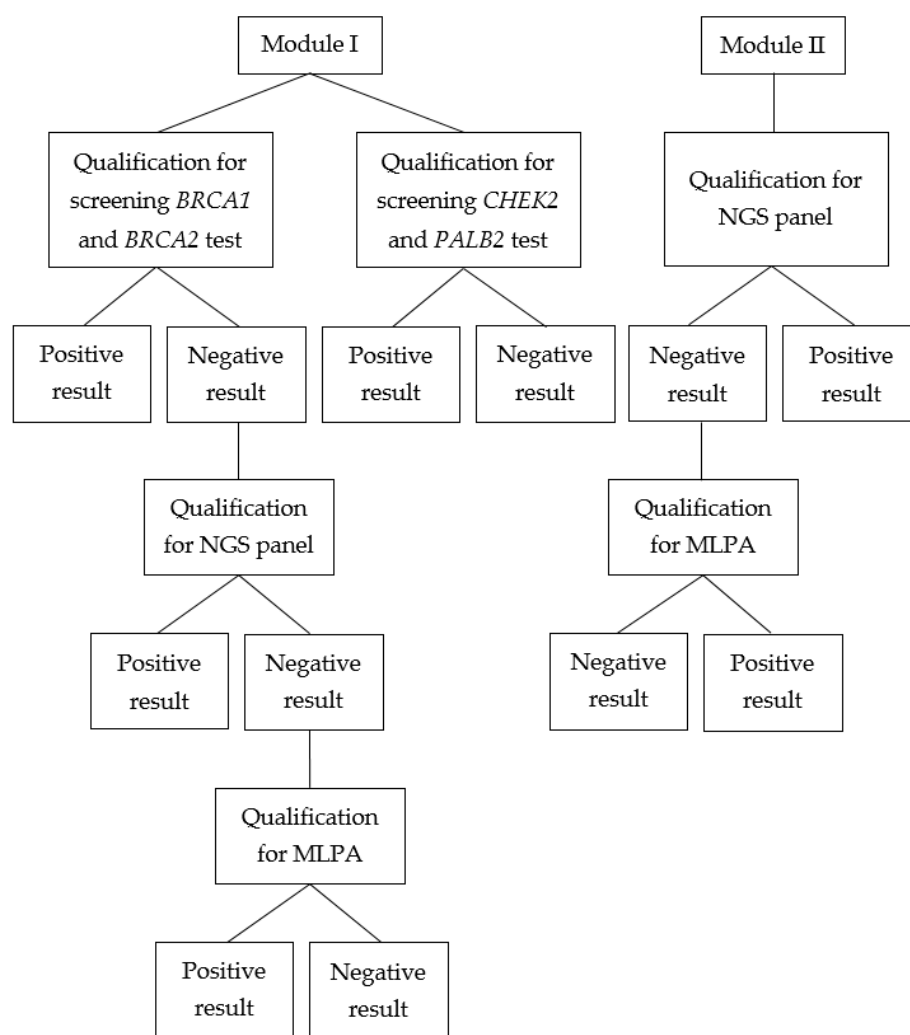 Module I
Module II
Qualification for
screening BRCA1
and BRCA2 test
Qualification for
screening CHEK2
and PALB2 test
Qualification for
NGS panel
Positive
result
Negative
result
Positive
result
Negative
result
Negative
result
Positive
result
Qualification
for NGS panel
Qualification
for MLPA
Positive
result
Negative
result
Negative
result
Positive
result
Qualification
for MLPA
Positive
result
Negative
result